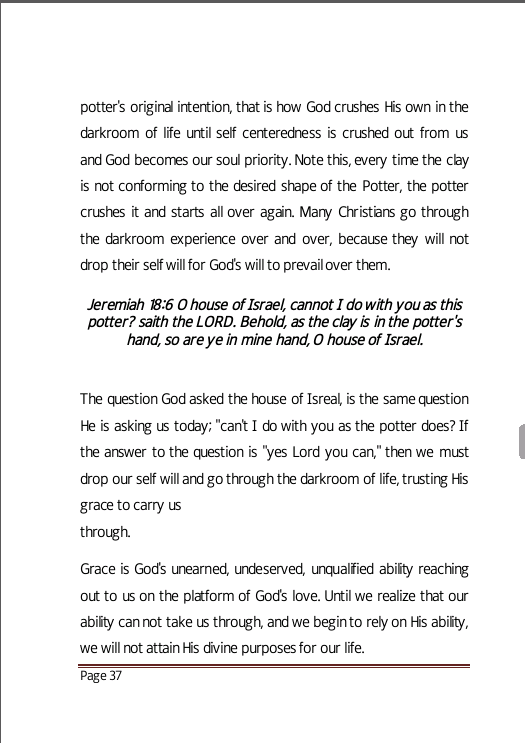 potter's original intention, that is how God crushes His own in the
darkroom of life until self centeredness is crushed out from us
and God becomes our soul priority. Note this, every time the clay
is not conforming to the desired shape of the Potter, the potter
crushes it and starts all over again. Many Christians go through
the darkroom experience over and over, because they will not
drop their self will for God's will to prevail over them.
Jeremiah 18:6 O house of Israel, cannot I do with you as this
potter? saith the LORD. Behold, as the clay is in the potter's
hand, so are ye in mine hand, O house of Israel.
The question God asked the house of Isreal, is the same question
He is asking us today; "can't I do with you as the potter does? If
the answer to the question is "yes Lord you can," then we must
drop our self will and go through the darkroom of life, trusting His
grace to carry us
through.
Grace is God's unearned, undeserved, unqualified ability reaching
out to us on the platform of God's love. Until we realize that our
ability can not take us through, and we begin to rely on His ability,
we will not attain His divine purposes for our life.
Page 37